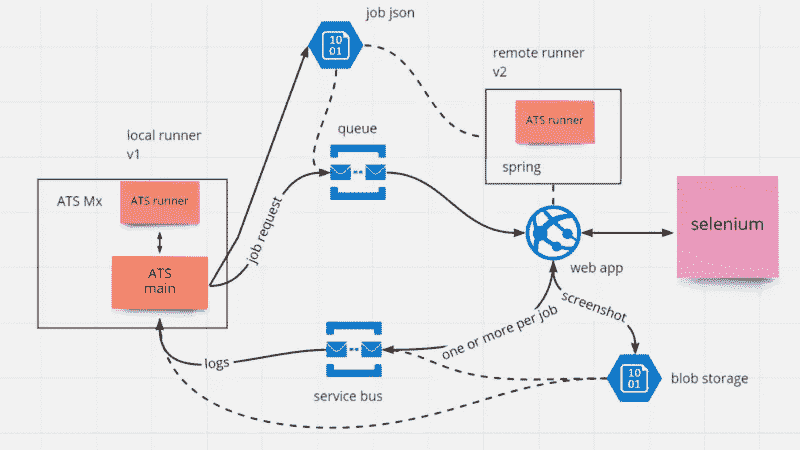 job json
10
01
remote runner
v2
ATS runner
spring
queue
local runner
v1
ATS Mx
ATS runner
ATS
main
job request
web app
selenium
screenshot
one or more per job
logs
service bus
10
01
blob storage